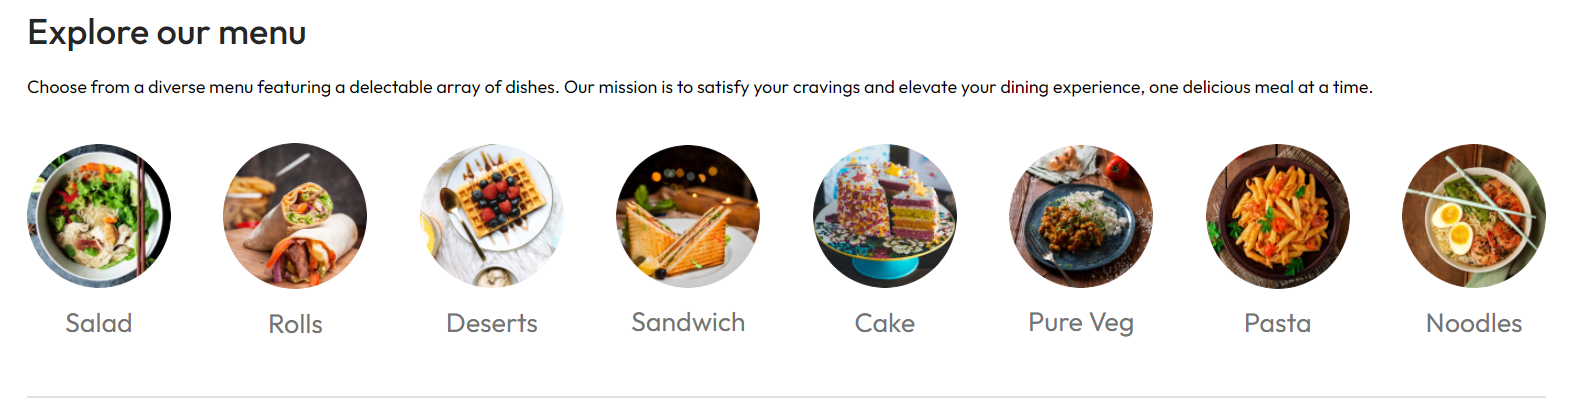 Explore our menu
Choose from a diverse menu featuring a delectable array of dishes. Our mission is to satisfy your cravings and elevate your dining experience, one delicious meal at a time.
Salad Rolls Deserts Sandwich Cake Pure Veg Pasta Noodles